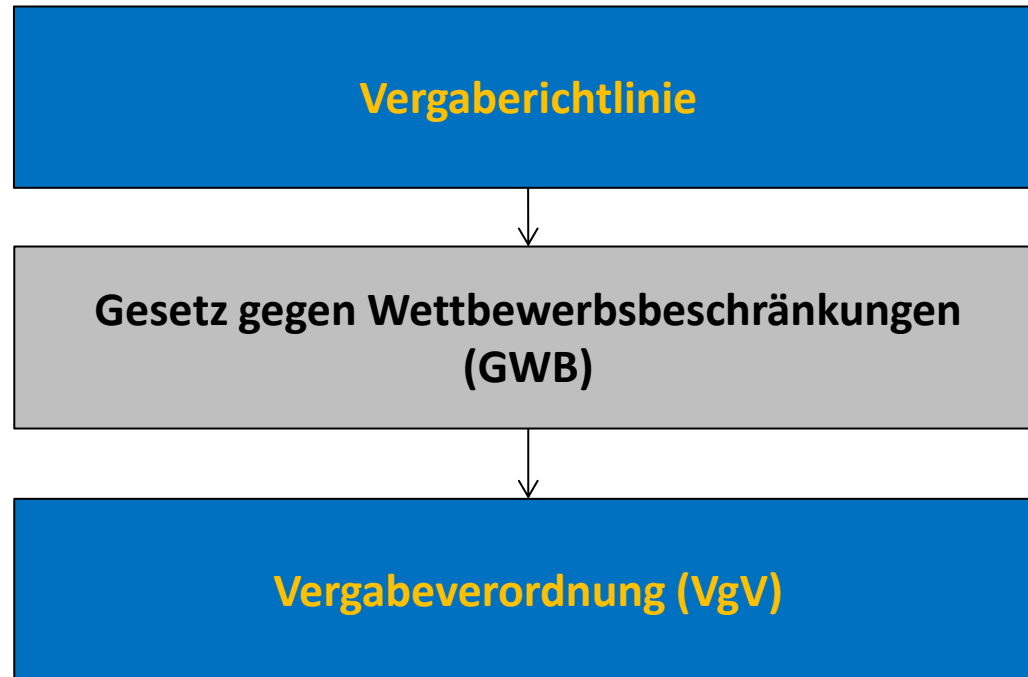 Vergaberichtlinie
Gesetz gegen Wettbewerbsbeschränkungen
(GWB)
Vergabeverordnung (VgV)